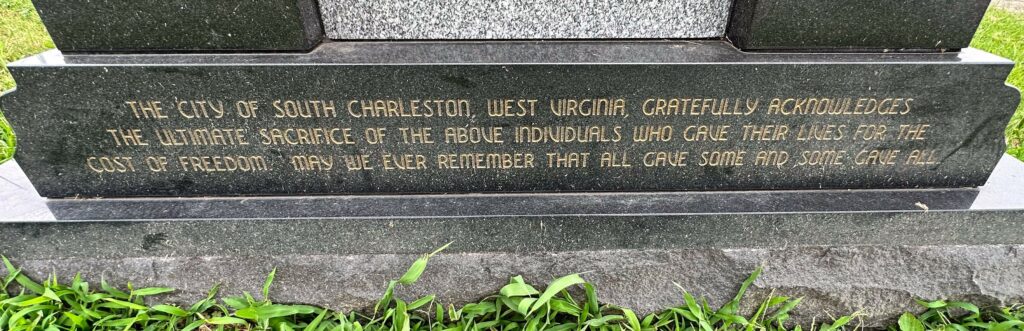 THE CITY OF SOUTH CHARLESTON, WEST VIRGINIA, GRATEFULLY ACKNOWLEDGES
THE ULTIMATE SACRIFICE OF THE ABOVE INDIVIDUALS WHO GAVE THEIR LIVES FOR THE
COST OF FREEDOM. MAY WE EVER REMEMBER THAT ALL GAVE SOME AND SOME GAVE ALL.